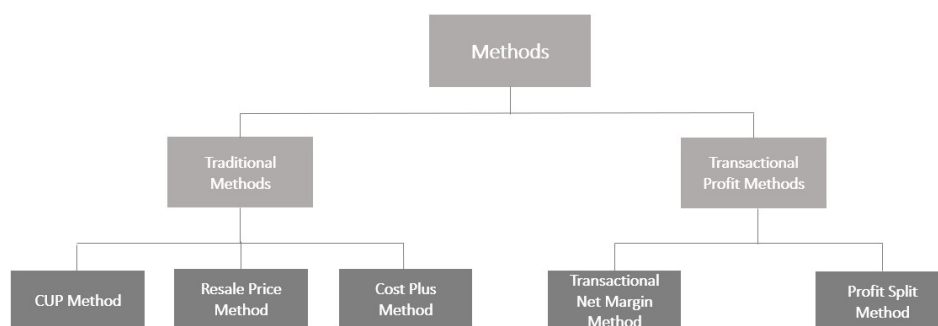 Methods
Traditional
Methods
Transactional
Profit Methods
CUP Method
Resale Price
Method
Cost Plus
Method
Transactional
Net Margin
Method
Profit Split
Method